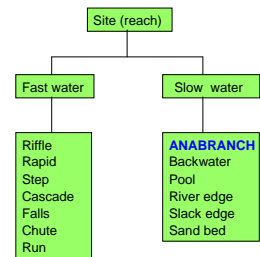 Site (reach)
Fast water
Slow water
Riffle
Rapid
Step
Cascade
Falls
Chute
Run
ANABRANCH
Backwater
Pool
River edge
Slack edge
Sand bed